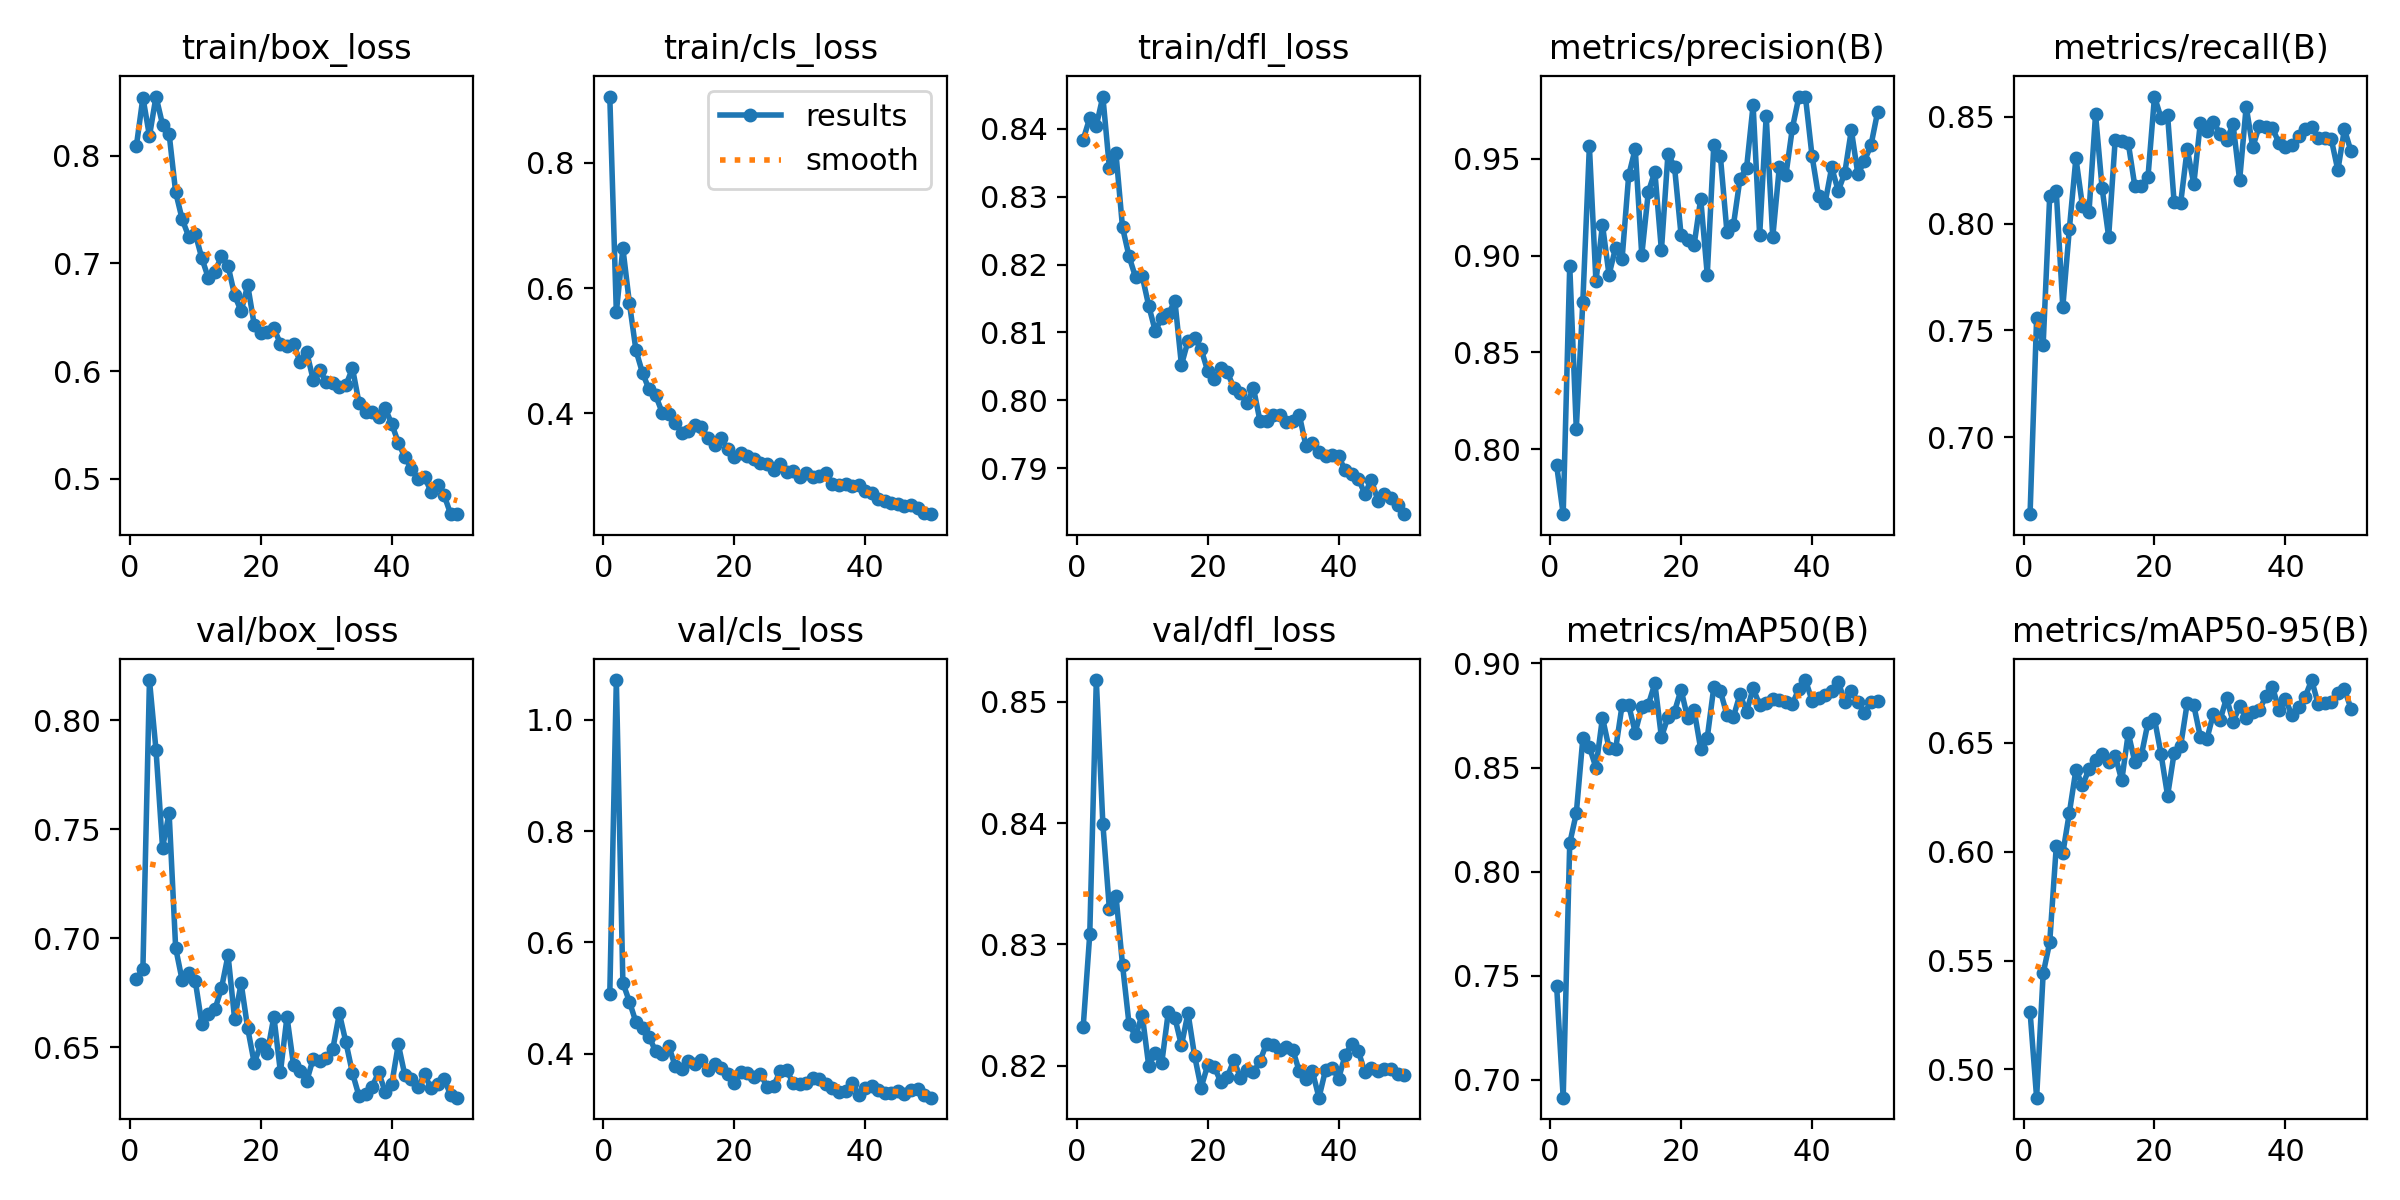 train/box_loss
0.8
0.7
0.6
0.5
0 20 40
train/cls_loss
results
smooth
0.8
0.6
0.4
0 20 40
train/dfl_loss
0.84
0.83
0.82
0.81
0.80
0.79
0 20 40
metrics/precision(B)
0.95
0.90
0.85
0.80
0 20 40
metrics/recall(B)
0.85
0.80
0.75
0.70
0 20 40
val/box_loss
0.80
0.75
0.70
0.65
0 20 40
val/cls_loss
1.0
0.8
0.6
0.4
0 20 40
val/dfl_loss
0.85
0.84
0.83
0.82
0 20 40
metrics/mAP50(B)
0.90
0.85
0.80
0.75
0.70
0 20 40
metrics/mAP50-95(B)
0.65
0.60
0.55
0.50
0 20 40